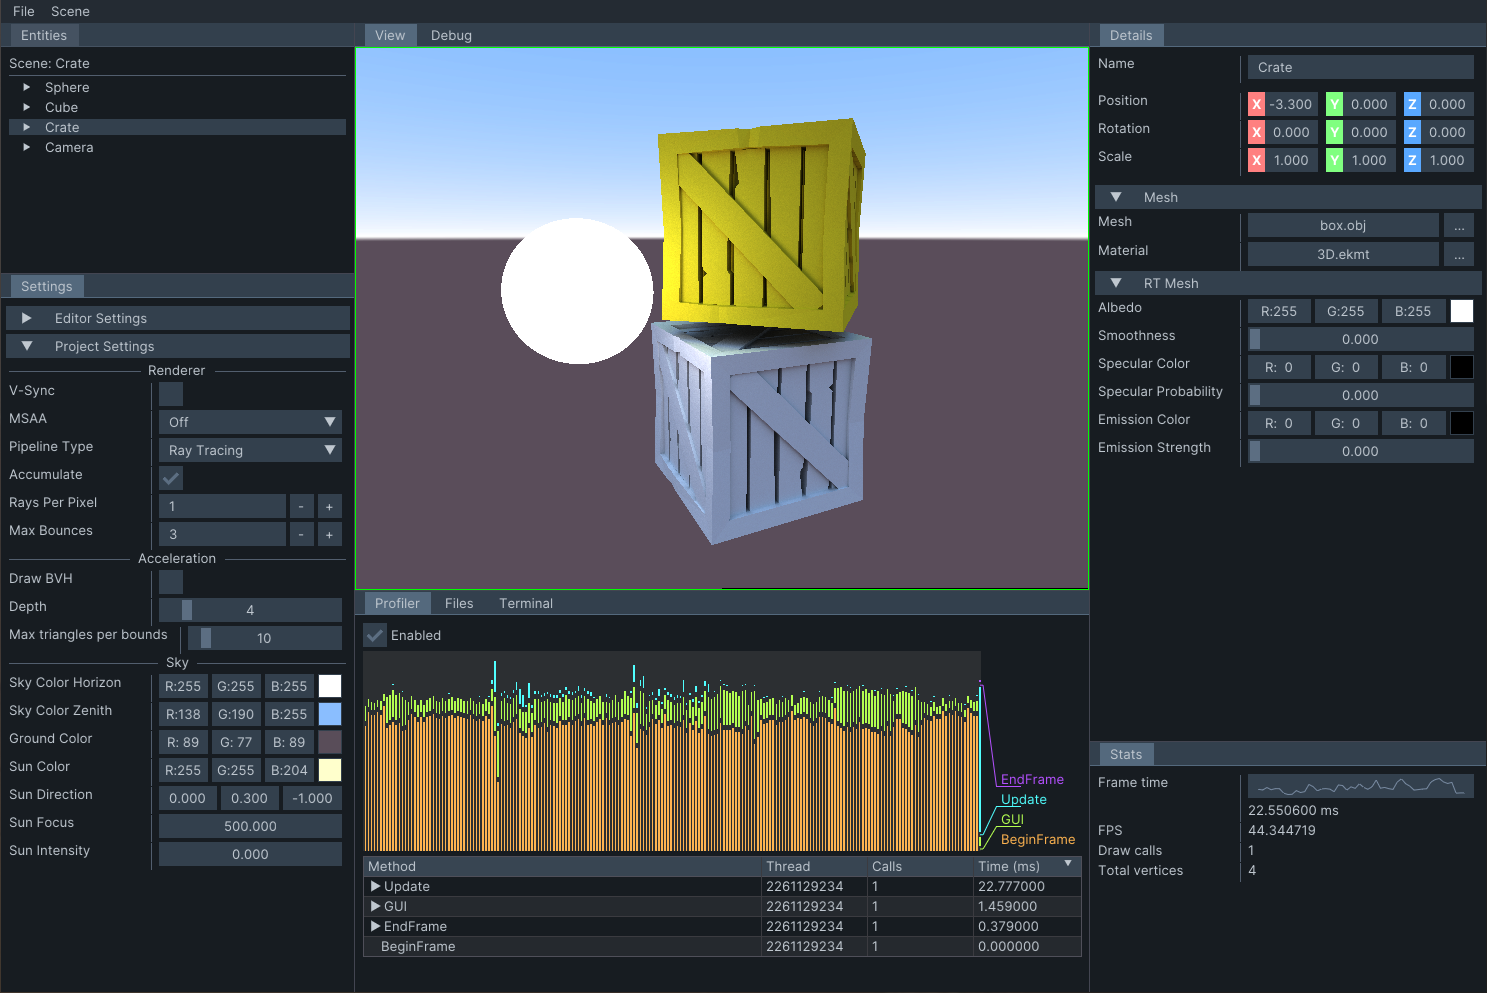 File Scene
Entities
Scene: Crate
Sphere
Cube
Crate
Camera
Settings
Editor Settings
Project Settings
Renderer
V-Sync
MSAA Off
Pipeline Type Ray Tracing
Accumulate
Rays Per Pixel 1 - +
Max Bounces 3 - +
Acceleration
Draw BVH
Depth 4
Max triangles per bounds 10
Sky
Sky Color Horizon R:255 G:255 B:255
Sky Color Zenith R:138 G:190 B:255
Ground Color R: 89 G: 77 B: 89
Sun Color R:255 G:255 B:204
Sun Direction 0.000 0.300 -1.000
Sun Focus 500.000
Sun Intensity 0.000
View Debug
Profiler Files Terminal
Enabled
EndFrame
Update
GUI
BeginFrame
Method Thread Calls Time (ms)
Update 2261129234 1 22.777000
GUI 2261129234 1 1.459000
EndFrame 2261129234 1 0.379000
BeginFrame 2261129234 1 0.000000
Details
Name Crate
Position X -3.300 Y 0.000 Z 0.000
Rotation X 0.000 Y 0.000 Z 0.000
Scale X 1.000 Y 1.000 Z 1.000
Mesh
Mesh box.obj ...
Material 3D.ekmt ...
RT Mesh
Albedo R:255 G:255 B:255
Smoothness 0.000
Specular Color R: 0 G: 0 B: 0
Specular Probability 0.000
Emission Color R: 0 G: 0 B: 0
Emission Strength 0.000
Stats
Frame time
22.550600 ms
FPS 44.344719
Draw calls 1
Total vertices 4